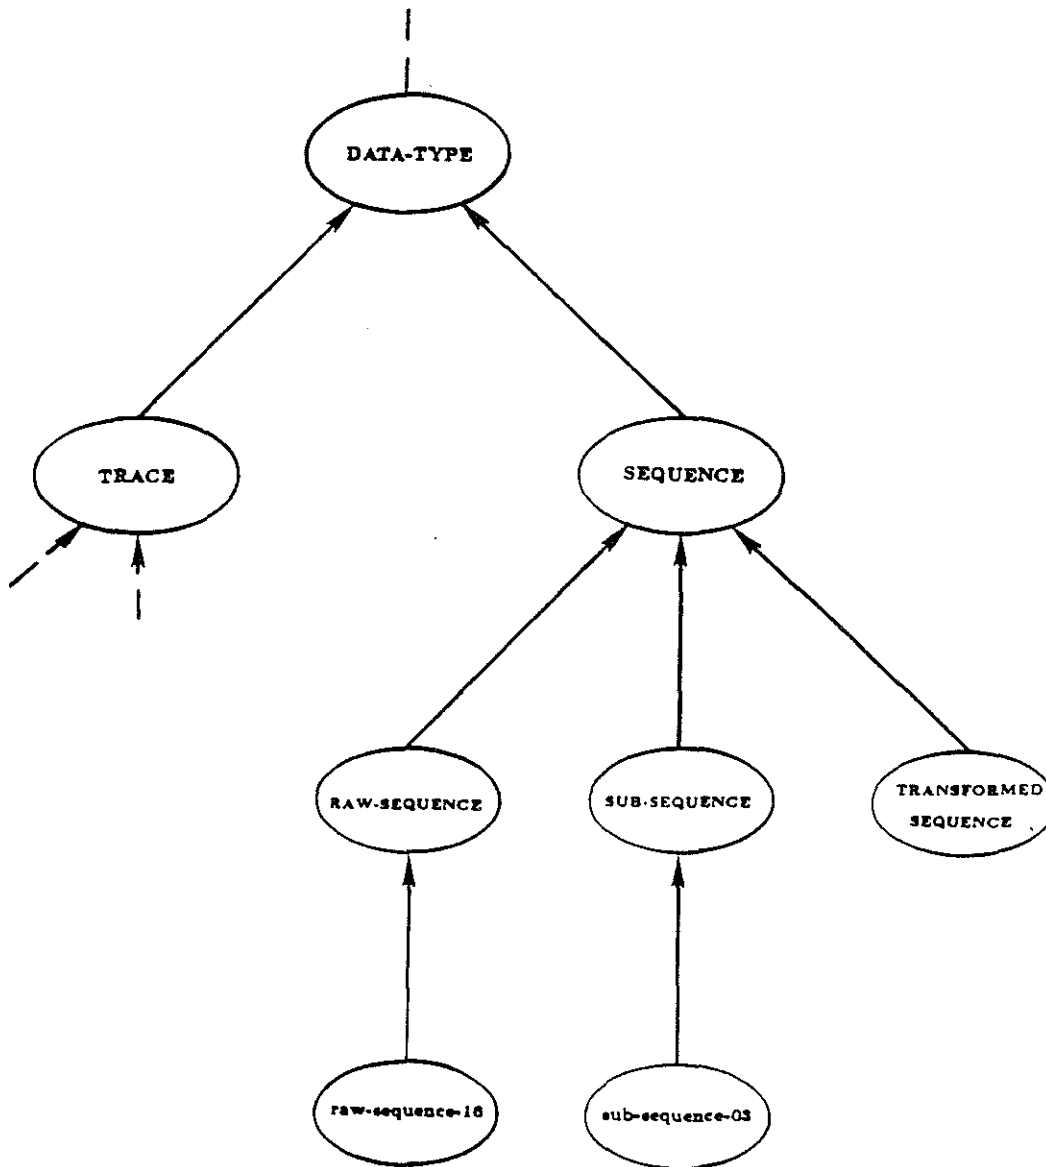 DATA-TYPE
TRACE
SEQUENCE
RAW-SEQUENCE
SUB-SEQUENCE
TRANSFORMED
SEQUENCE
raw-sequence-16
sub-sequence-03